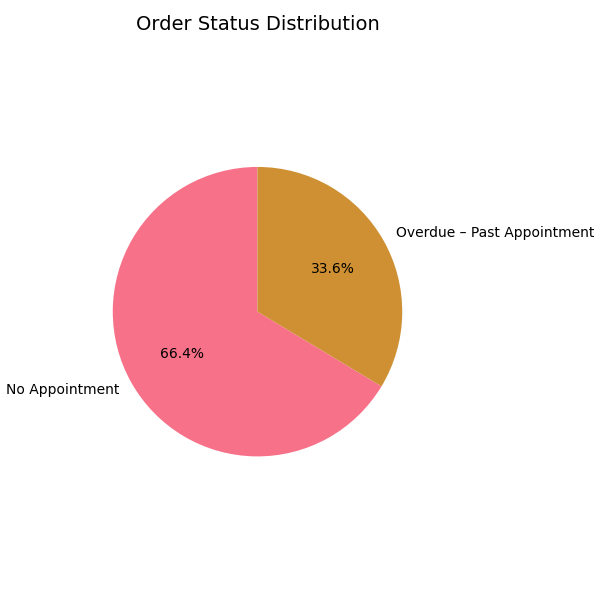 Order Status Distribution
Overdue – Past Appointment
33.6%
66.4%
No Appointment